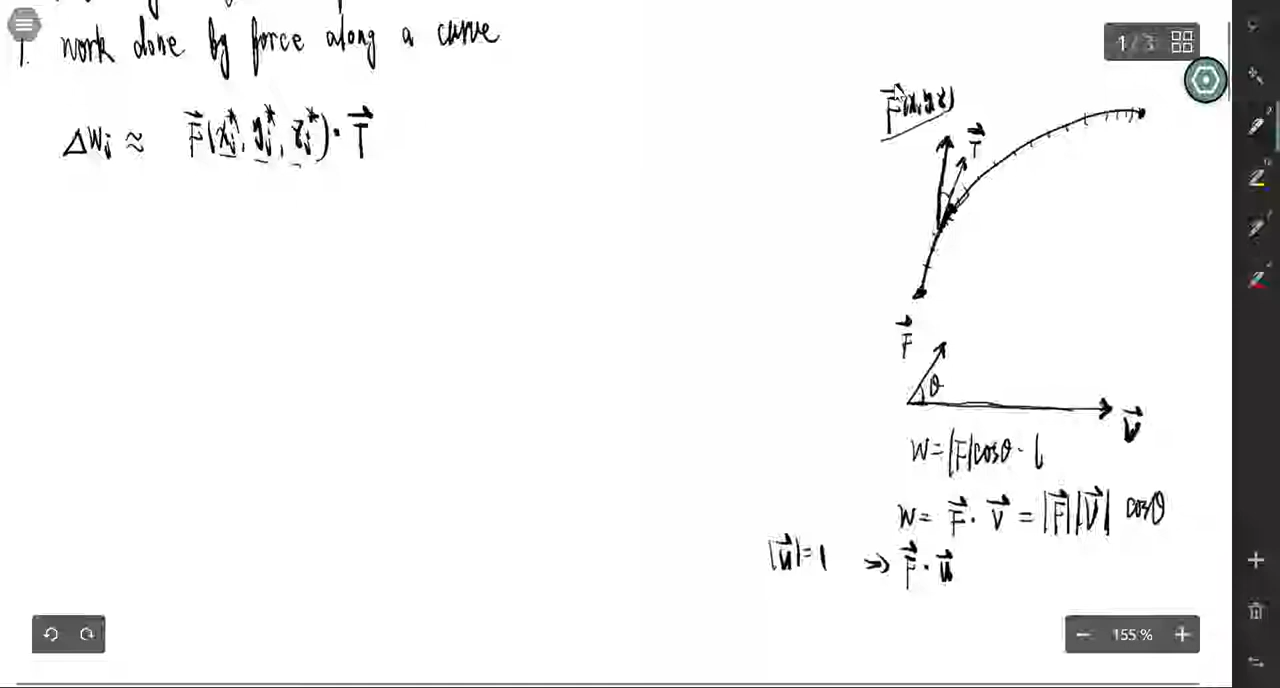 1. work done by force along a curve
ΔWᵢ ≈ F⃗(xᵢ*, yᵢ*, zᵢ*)·T⃗
1 / 3
F⃗(x,y,z)
T⃗
F⃗
θ
V⃗
W=|F|cosθ · l
W= F⃗ · V⃗ = |F⃗||V⃗| cosθ
|u⃗|=1 ⇒ F⃗ · u⃗
155 %